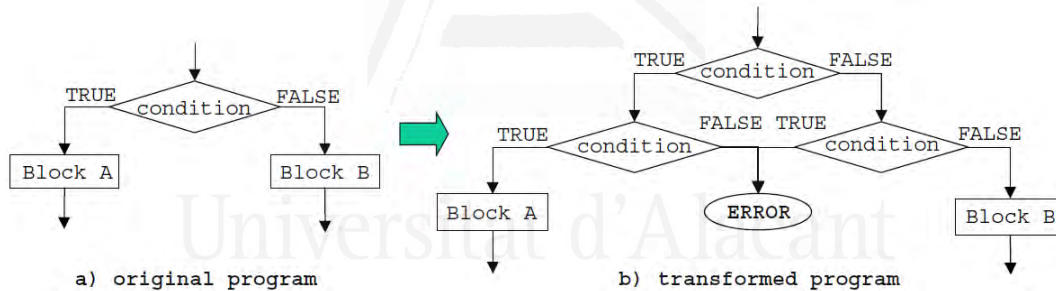 TRUE
condition
FALSE
Block A
Block B
a) original program
TRUE
condition
FALSE
TRUE
condition
FALSE
TRUE
condition
FALSE
Block A
ERROR
Block B
b) transformed program
Universitat d'Alacant